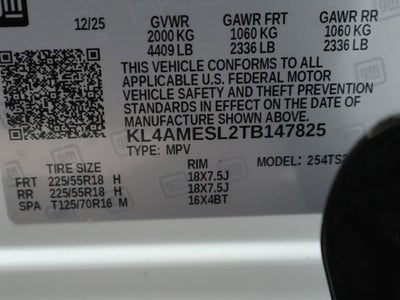 gm 12/25 GVWR GAWR FRT GAWR RR
2000 KG 1060 KG 1060 KG
4409 LB 2336 LB 2336 LB
THIS VEHICLE CONFORMS TO ALL
APPLICABLE U.S. FEDERAL MOTOR
VEHICLE SAFETY AND THEFT PREVENTION
STANDARDS IN EFFECT ON THE DATE OF
MANUFACTURE SHOWN ABOVE.
KL4AMESL2TB147825
TYPE: MPV MODEL: 254TS2
TIRE SIZE RIM
FRT 225/55R18 H 18X7.5J
RR 225/55R18 H 18X7.5J
SPA T125/70R16 M 16X4BT